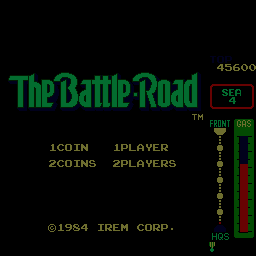 45600
The Battle·Road
™
SEA
4
FRONT GAS
1COIN 1PLAYER
2COINS 2PLAYERS
©1984 IREM CORP.
HQS